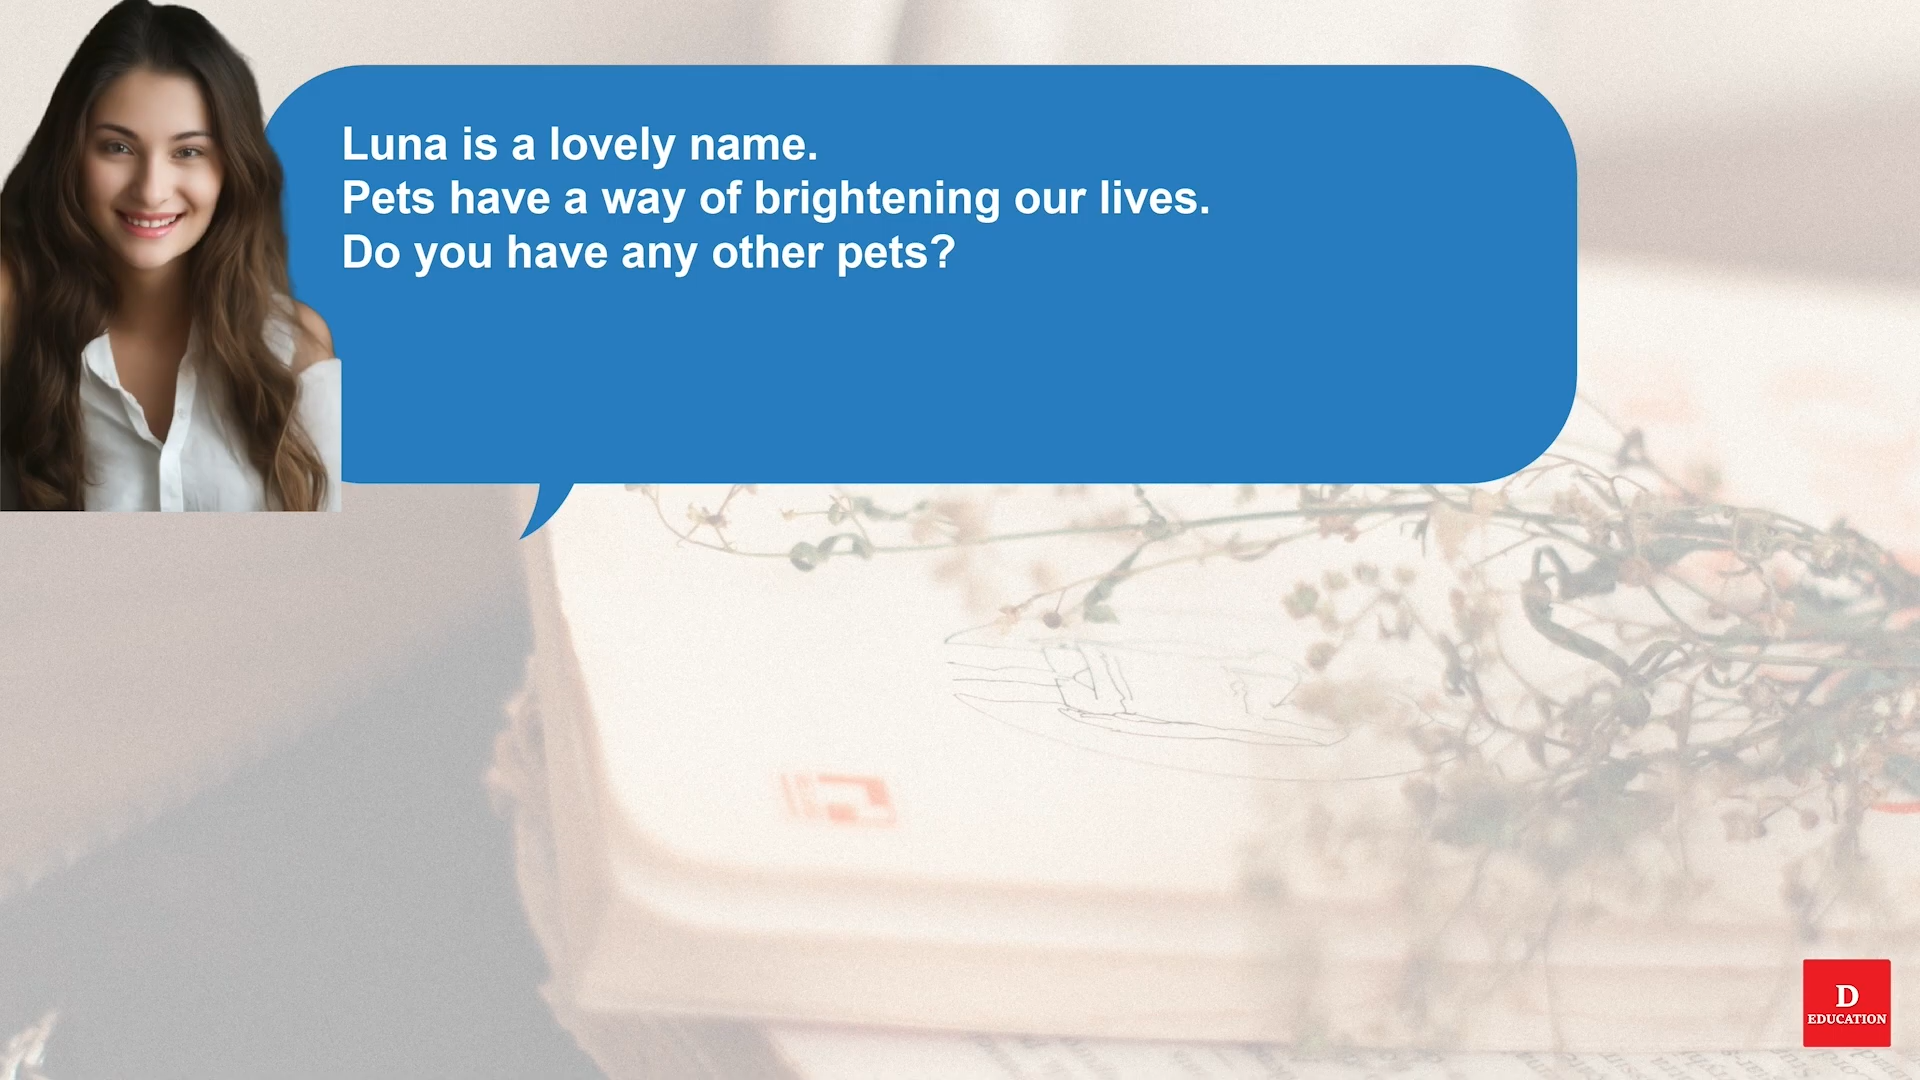 Luna is a lovely name.
Pets have a way of brightening our lives.
Do you have any other pets?
D
EDUCATION